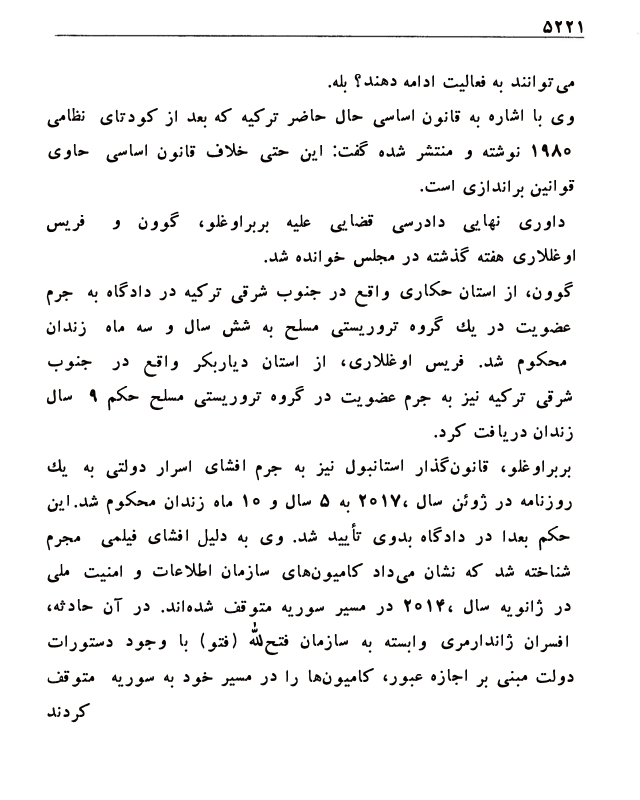 ۵۲۲۱
می‌توانند به فعالیت ادامه دهند؟ بله.
وی با اشاره به قانون اساسی حال حاضر ترکیه که بعد از کودتای نظامی
۱۹۸۰ نوشته و منتشر شده گفت: این حتی خلاف قانون اساسی حاوی
قوانین براندازی است.
داوری نهایی دادرسی قضایی علیه بربراوغلو، گوون و فریس
اوغللاری هفته گذشته در مجلس خوانده شد.
گوون، از استان حکاری واقع در جنوب شرقی ترکیه در دادگاه به جرم
عضویت در یك گروه تروریستی مسلح به شش سال و سه ماه زندان
محکوم شد. فریس اوغللاری، از استان دیاربکر واقع در جنوب
شرقی ترکیه نیز به جرم عضویت در گروه تروریستی مسلح حکم ۹ سال
زندان دریافت کرد.
بربراوغلو، قانون‌گذار استانبول نیز به جرم افشای اسرار دولتی به یك
روزنامه در ژوئن سال ،۲۰۱۷ به ۵ سال و ۱۰ ماه زندان محکوم شد.این
حکم بعدا در دادگاه بدوی تأیید شد. وی به دلیل افشای فیلمی مجرم
شناخته شد که نشان می‌داد کامیون‌های سازمان اطلاعات و امنیت ملی
در ژانویه سال ،۲۰۱۴ در مسیر سوریه متوقف شده‌اند. در آن حادثه،
افسران ژاندارمری وابسته به سازمان فتح‌الله (فتو) با وجود دستورات
دولت مبنی بر اجازه عبور، کامیون‌ها را در مسیر خود به سوریه متوقف
کردند